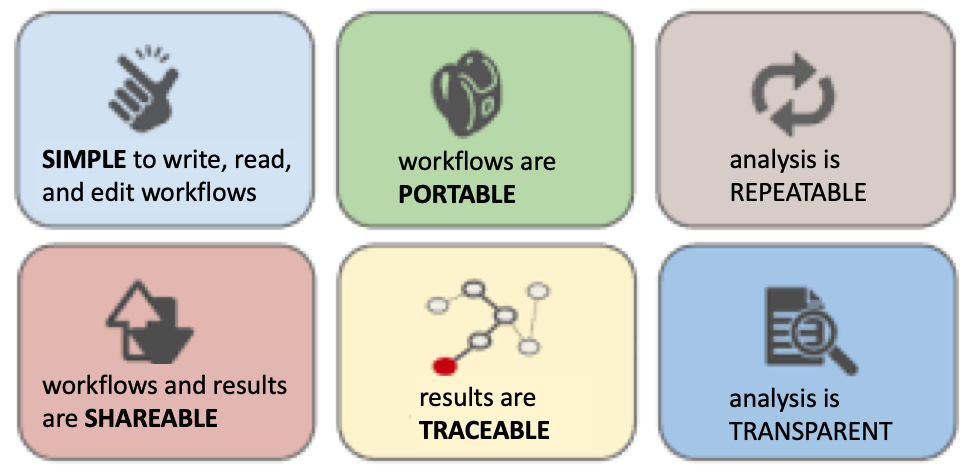 SIMPLE to write, read,
and edit workflows
workflows are
PORTABLE
analysis is
REPEATABLE
workflows and results
are SHAREABLE
results are
TRACEABLE
analysis is
TRANSPARENT